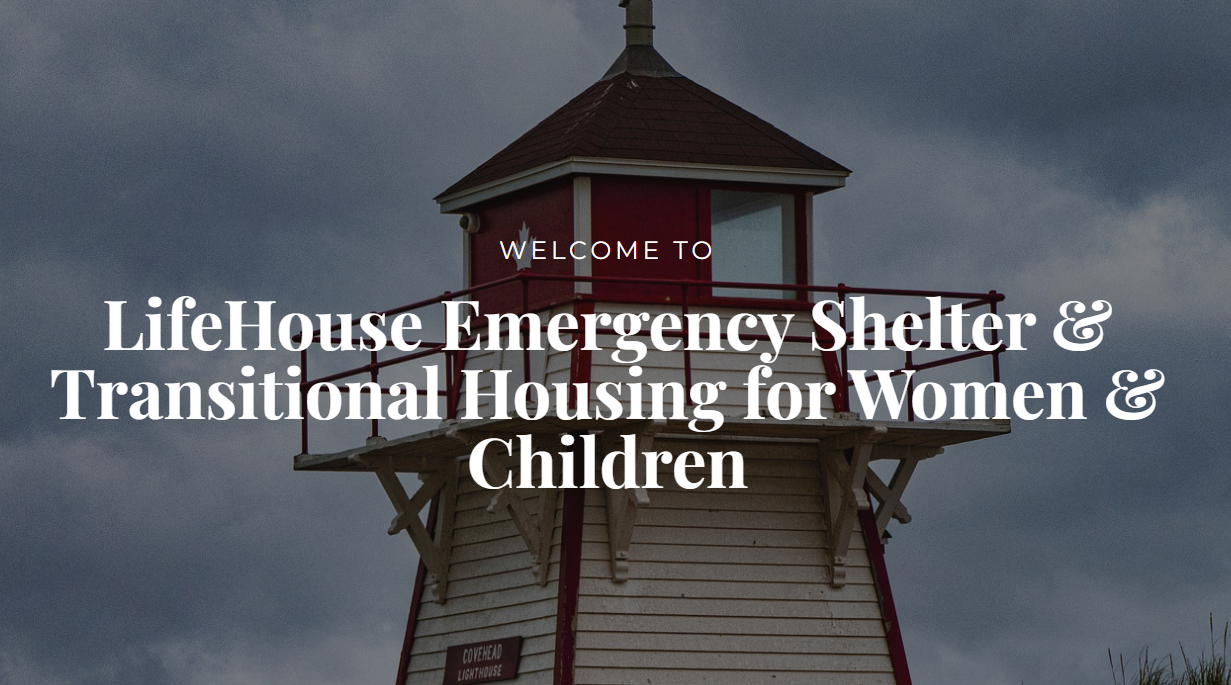 WELCOME TO
LifeHouse Emergency Shelter &
Transitional Housing for Women &
Children
COVEHEAD
LIGHTHOUSE